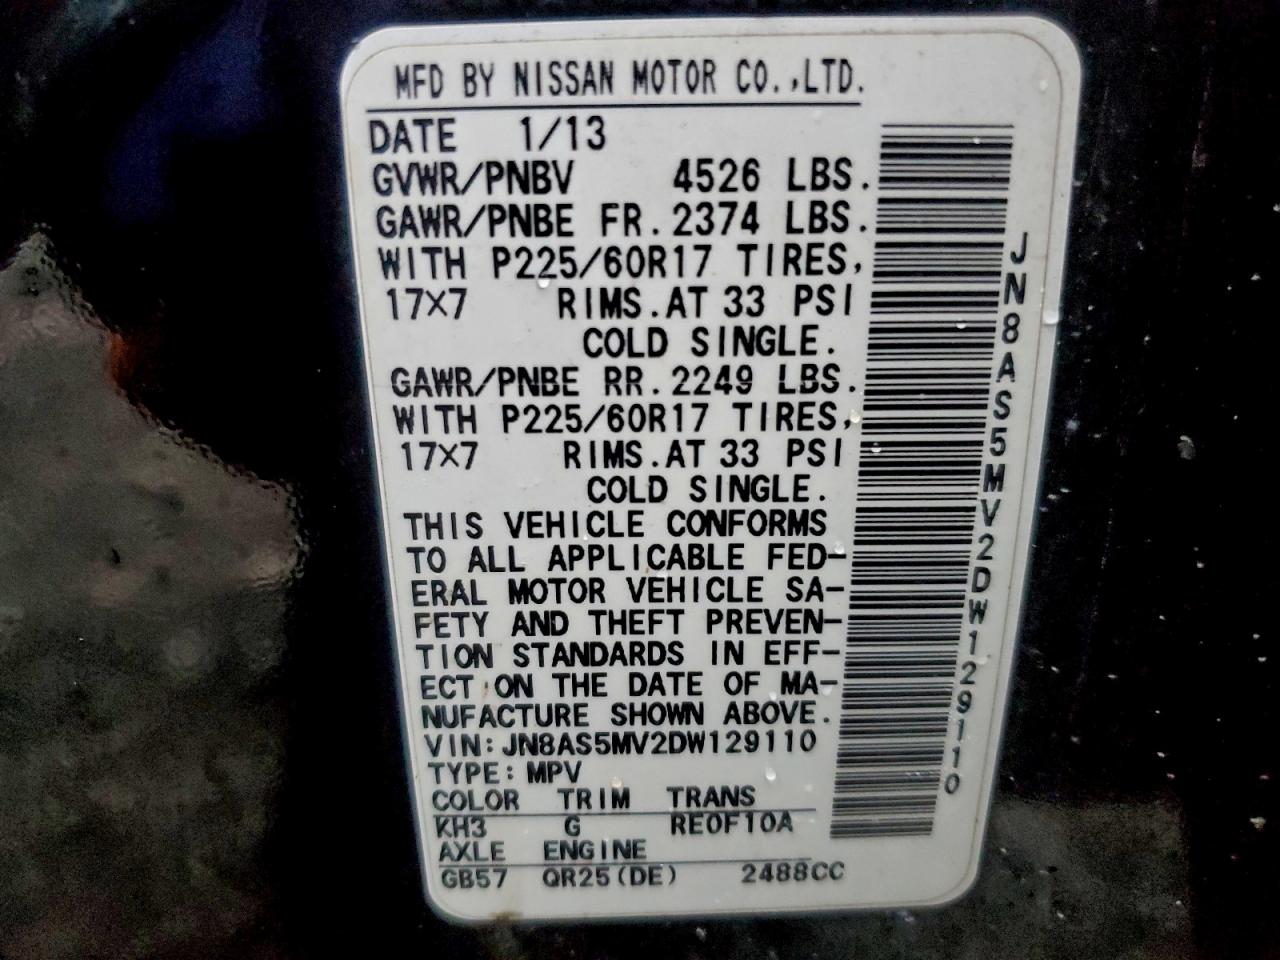 MFD BY NISSAN MOTOR CO.,LTD.
DATE 1/13
GVWR/PNBV 4526 LBS.
GAWR/PNBE FR.2374 LBS.
WITH P225/60R17 TIRES,
17×7 RIMS.AT 33 PSI
COLD SINGLE.
GAWR/PNBE RR.2249 LBS.
WITH P225/60R17 TIRES,
17×7 RIMS.AT 33 PSI
COLD SINGLE.
THIS VEHICLE CONFORMS
TO ALL APPLICABLE FED-
ERAL MOTOR VEHICLE SA-
FETY AND THEFT PREVEN-
TION STANDARDS IN EFF-
ECT ON THE DATE OF MA-
NUFACTURE SHOWN ABOVE.
VIN:JN8AS5MV2DW129110
TYPE:MPV
COLOR TRIM TRANS
KH3 G RE0F10A
AXLE ENGINE
GB57 QR25(DE) 2488CC
JN8AS5MV2DW129110